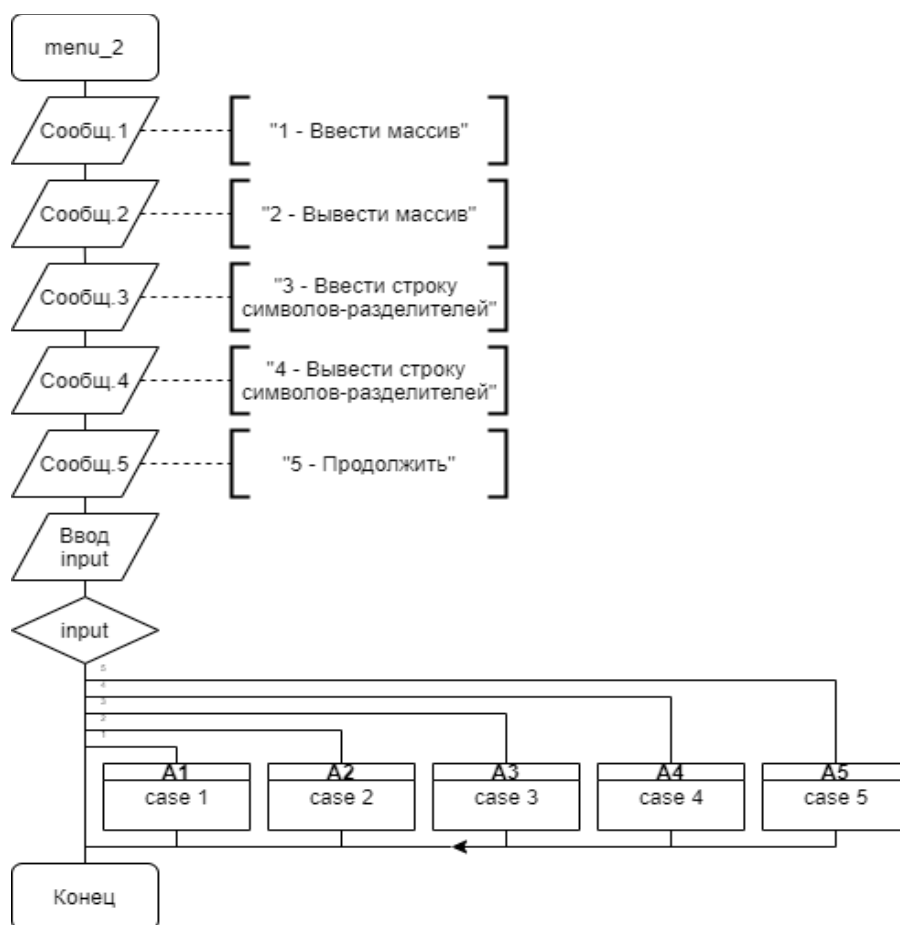 menu_2
Сообщ.1
"1 - Ввести массив"
Сообщ.2
"2 - Вывести массив"
Сообщ.3
"3 - Ввести строку
символов-разделителей"
Сообщ.4
"4 - Вывести строку
символов-разделителей"
Сообщ.5
"5 - Продолжить"
Ввод
input
input
5
4
3
2
1
A1
case 1
A2
case 2
A3
case 3
A4
case 4
A5
case 5
Конец